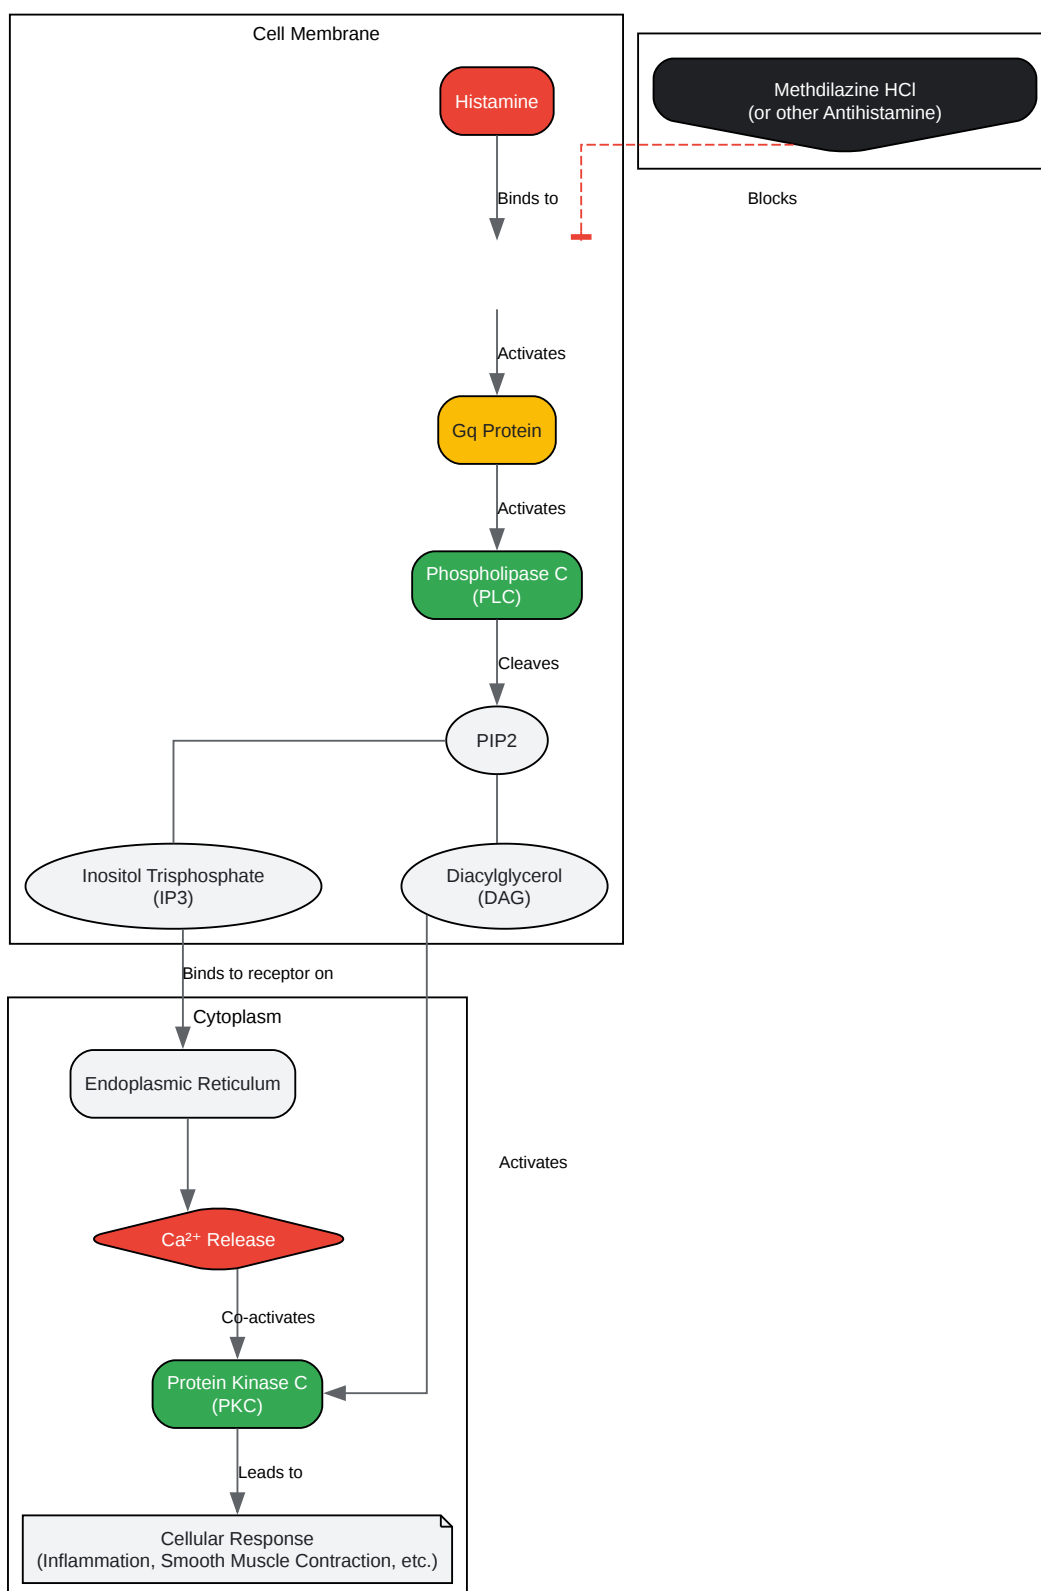 Cell Membrane
Histamine
Methdilazine HCl
(or other Antihistamine)
Binds to
Blocks
Activates
Gq Protein
Activates
Phospholipase C
(PLC)
Cleaves
PIP2
Inositol Trisphosphate
(IP3)
Diacylglycerol
(DAG)
Binds to receptor on
Cytoplasm
Endoplasmic Reticulum
Activates
Ca²⁺ Release
Co-activates
Protein Kinase C
(PKC)
Leads to
Cellular Response
(Inflammation, Smooth Muscle Contraction, etc.)